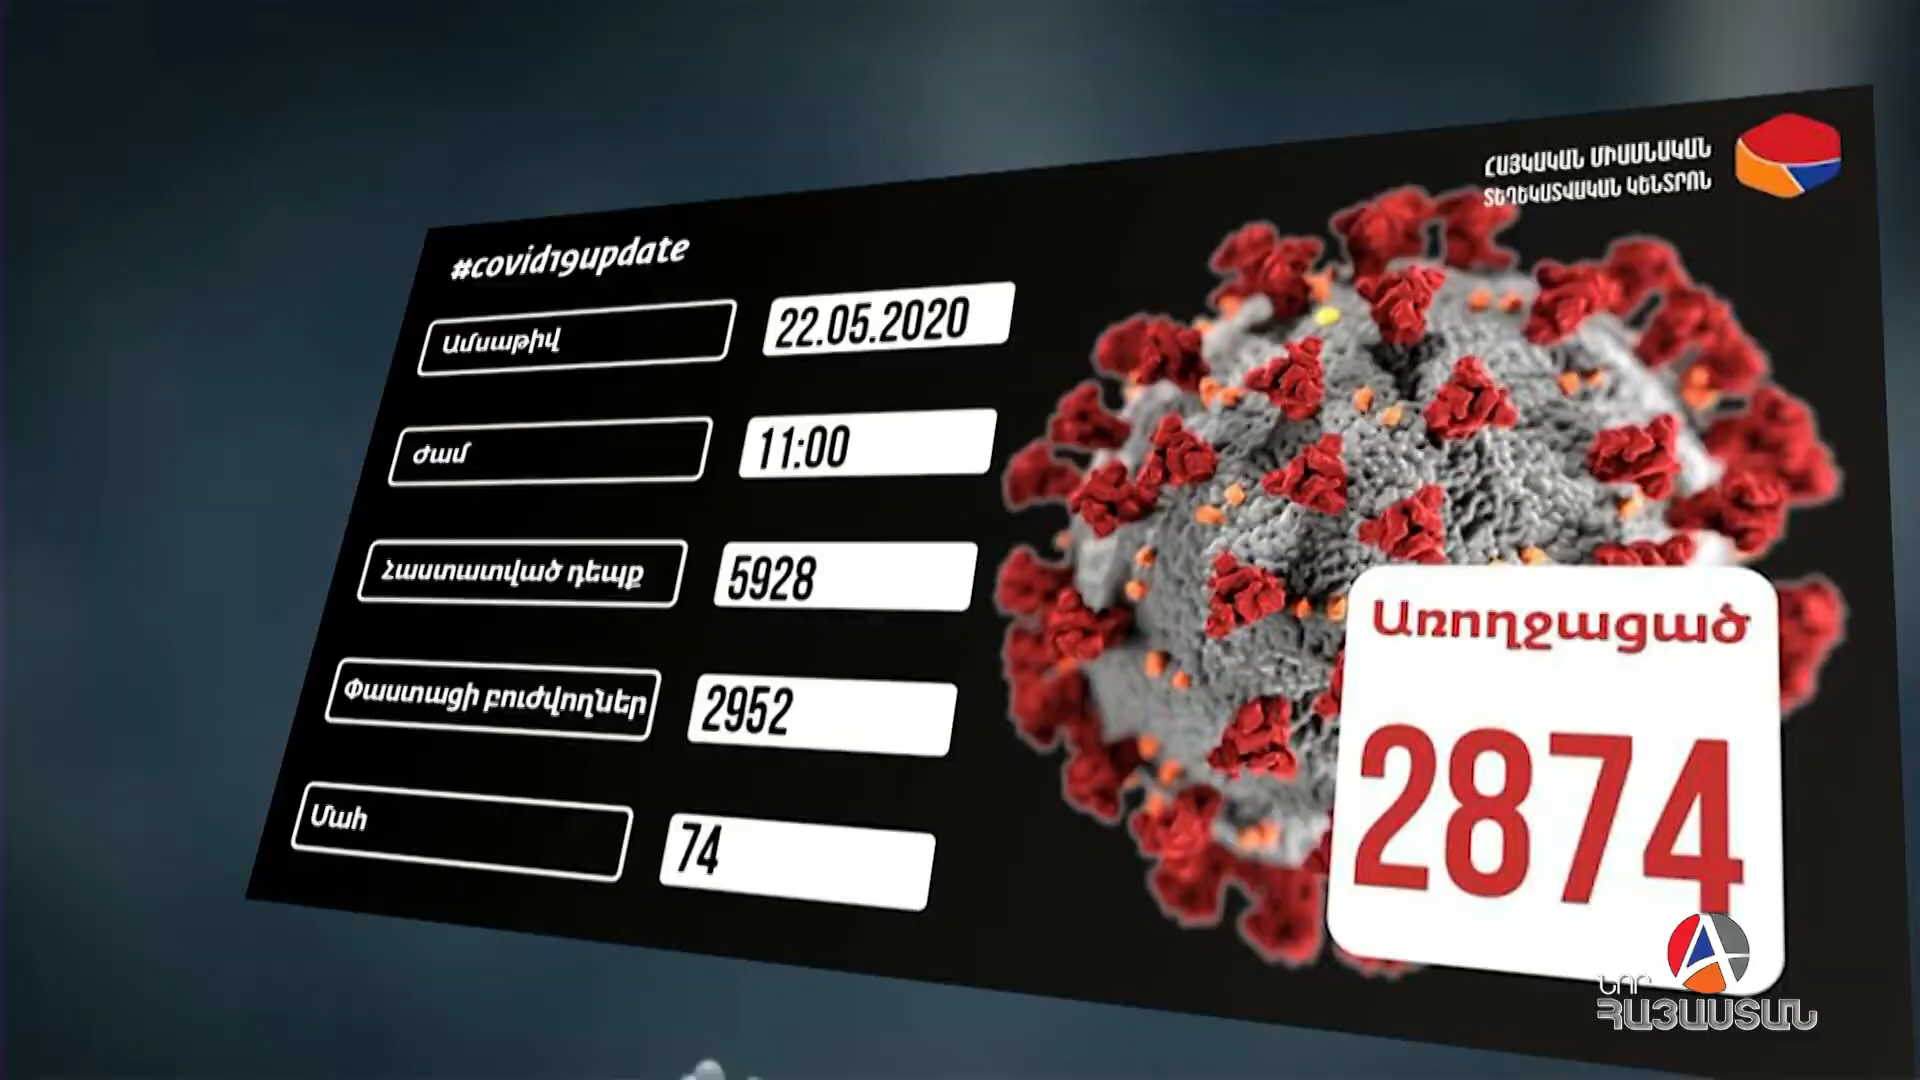 ՀԱՅԿԱԿԱՆ ՄԻԱՍՆԱԿԱՆ
ՏԵՂԵԿԱՏՎԱԿԱՆ ԿԵՆՏՐՈՆ
#covid19update
Ամսաթիվ 22.05.2020
Ժամ 11:00
Հաստատված դեպք 5928
Փաստացի բուժվողներ 2952
Մահ 74
Առողջացած
2874
ՆՈՐ
ՀԱՅԱՍՏԱՆ